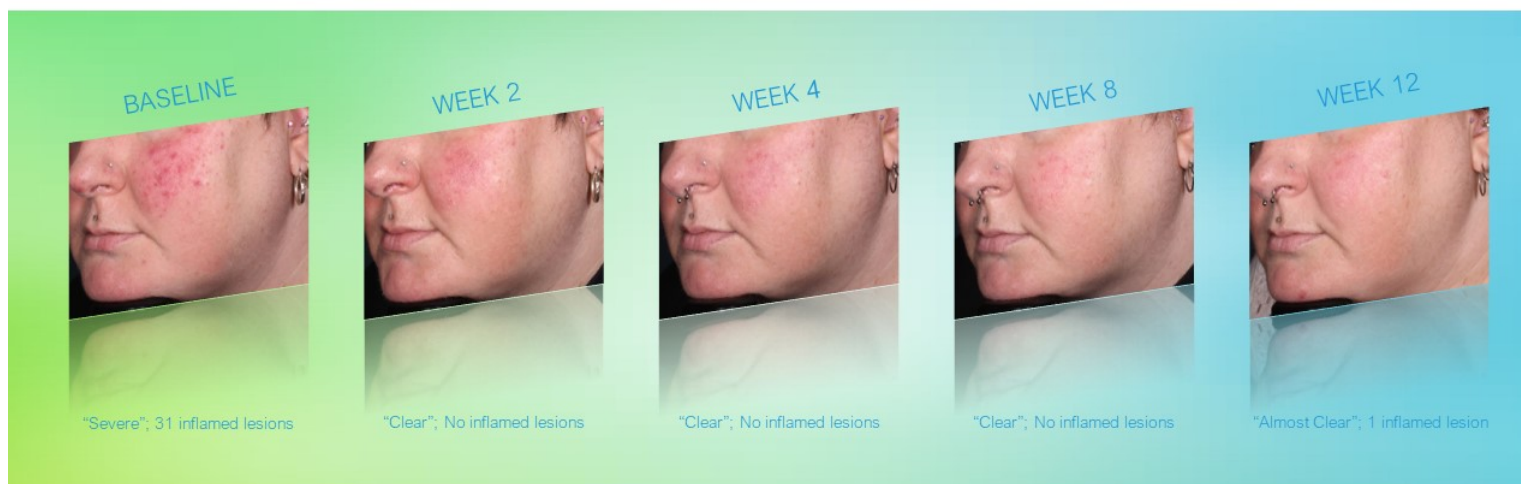 BASELINE
WEEK 2
WEEK 4
WEEK 8
WEEK 12
“Severe”; 31 inflamed lesions
“Clear”; No inflamed lesions
“Clear”; No inflamed lesions
“Clear”; No inflamed lesions
“Almost Clear”; 1 inflamed lesion